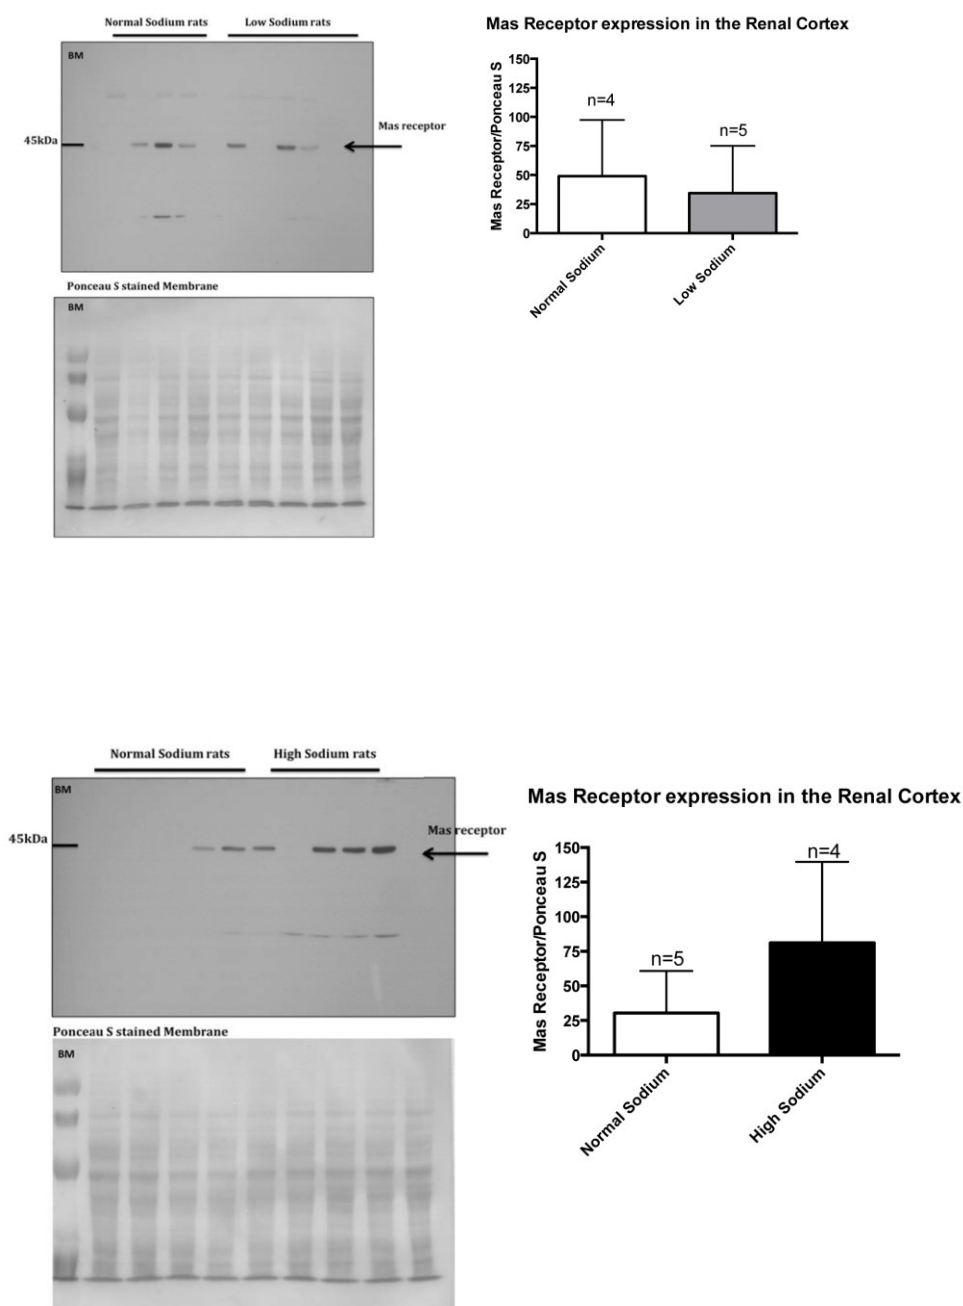 Normal Sodium rats Low Sodium rats
BM
45kDa
Mas receptor
Ponceau S stained Membrane
BM
Mas Receptor expression in the Renal Cortex
Mas Receptor/Ponceau S
150
125
100
75
50
25
0
n=4
n=5
Normal Sodium
Low Sodium
Normal Sodium rats High Sodium rats
BM
45kDa
Mas receptor
Ponceau S stained Membrane
BM
Mas Receptor expression in the Renal Cortex
Mas Receptor/Ponceau S
150
125
100
75
50
25
0
n=5
n=4
Normal Sodium
High Sodium